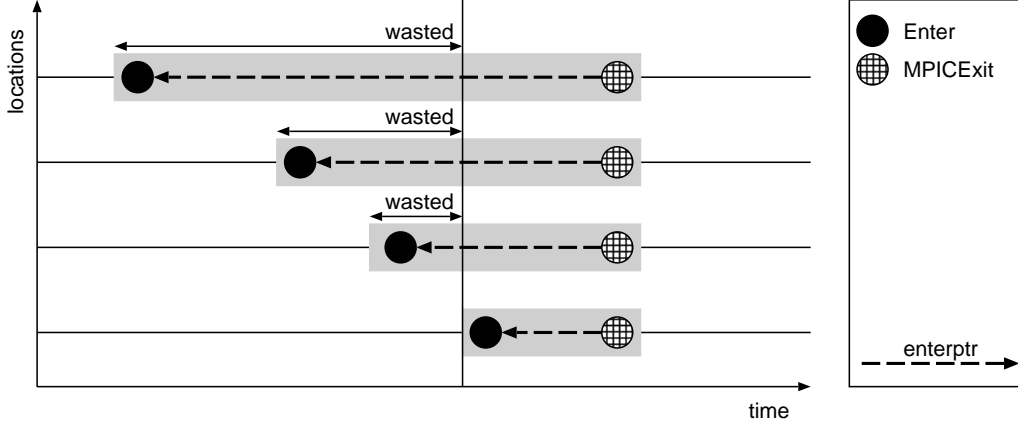 locations
wasted
wasted
wasted
time
Enter
MPICExit
enterptr